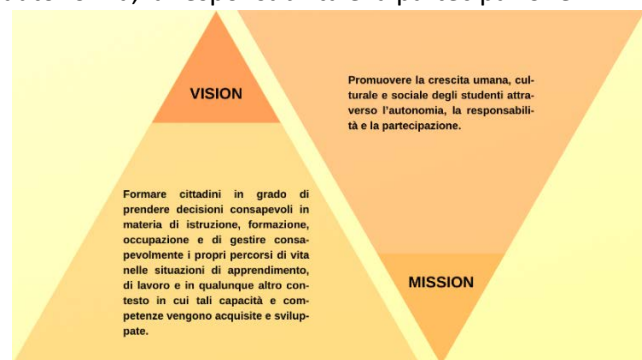 VISION
Formare cittadini in grado di
prendere decisioni consapevoli in
materia di istruzione, formazione,
occupazione e di gestire consa-
pevolmente i propri percorsi di vita
nelle situazioni di apprendimento,
di lavoro e in qualunque altro con-
testo in cui tali capacità e com-
petenze vengono acquisite e svilup-
pate.
Promuovere la crescita umana, cul-
turale e sociale degli studenti attra-
verso l'autonomia, la responsabili-
tà e la partecipazione.
MISSION